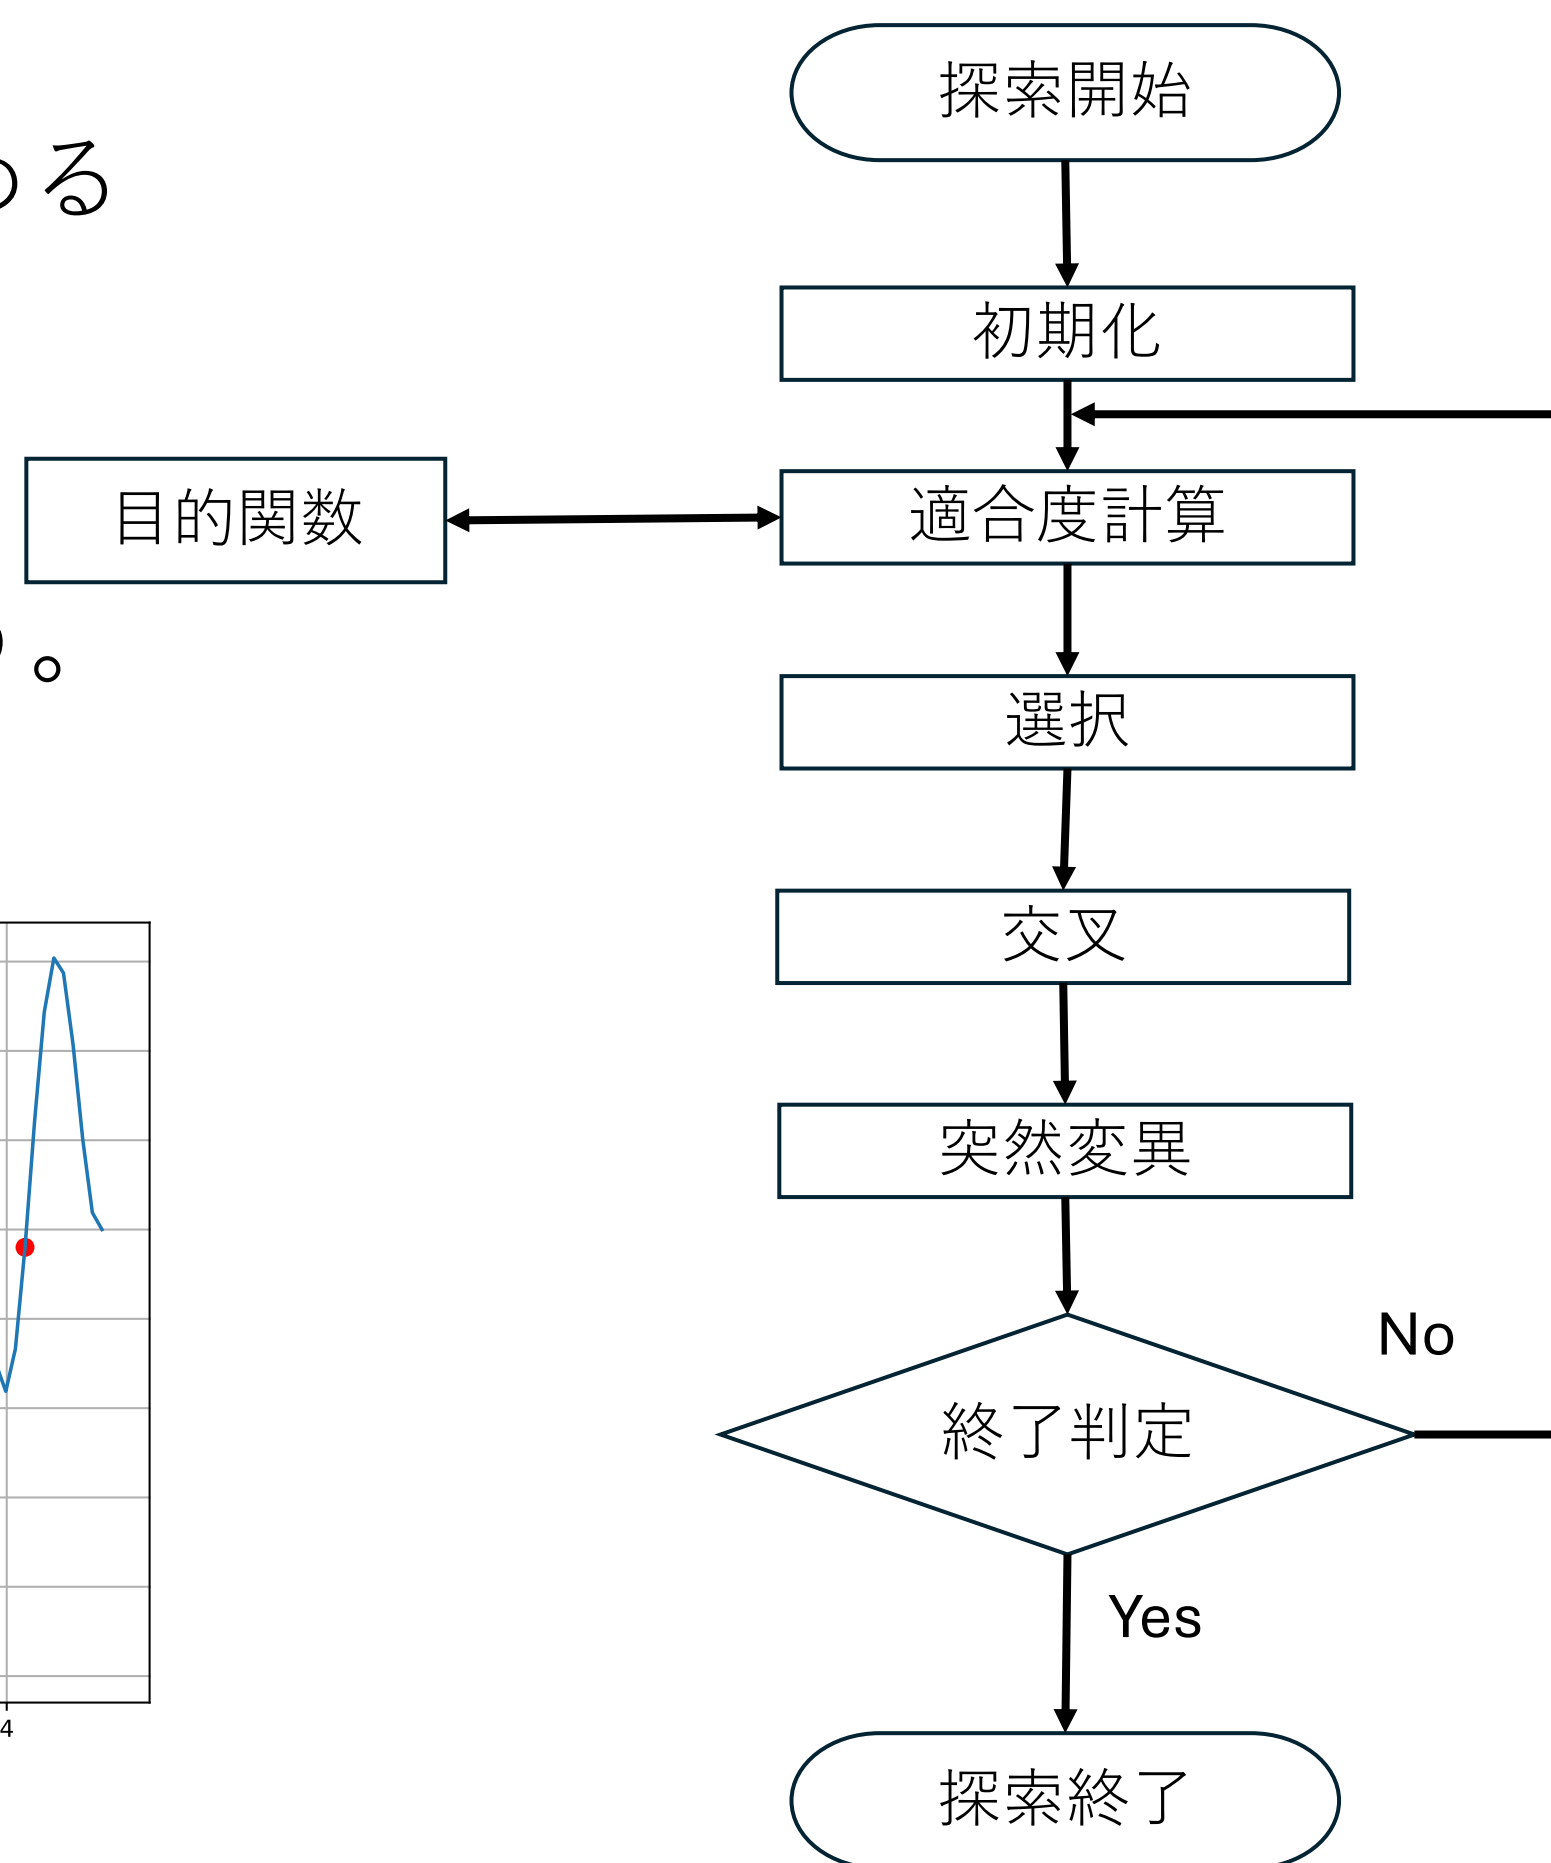 探索開始
める
初期化
目的関数
適合度計算
。
選択
交叉
突然変異
No
終了判定
Yes
4
探索終了